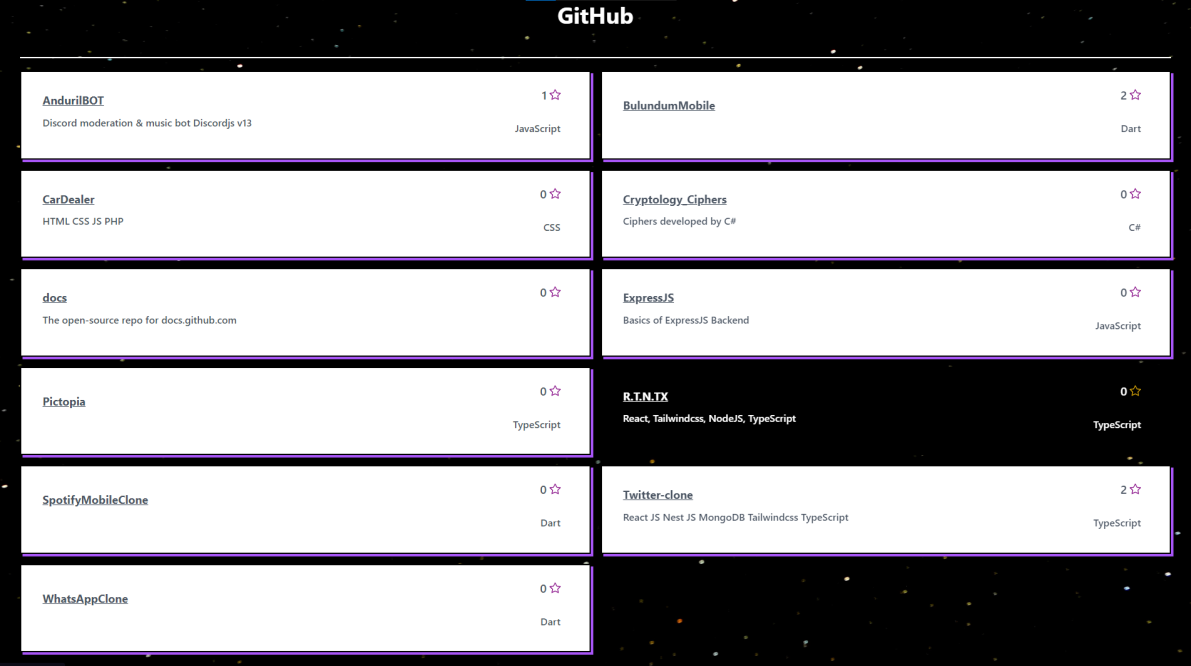 GitHub
AndurilBOT
1
Discord moderation & music bot Discordjs v13
JavaScript
BulundumMobile
2
Dart
CarDealer
0
HTML CSS JS PHP
CSS
Cryptology_Ciphers
0
Ciphers developed by C#
C#
docs
0
The open-source repo for docs.github.com
ExpressJS
0
Basics of ExpressJS Backend
JavaScript
Pictopia
0
TypeScript
R.T.N.TX
0
React, Tailwindcss, NodeJS, TypeScript
TypeScript
SpotifyMobileClone
0
Dart
Twitter-clone
2
React JS Nest JS MongoDB Tailwindcss TypeScript
TypeScript
WhatsAppClone
0
Dart